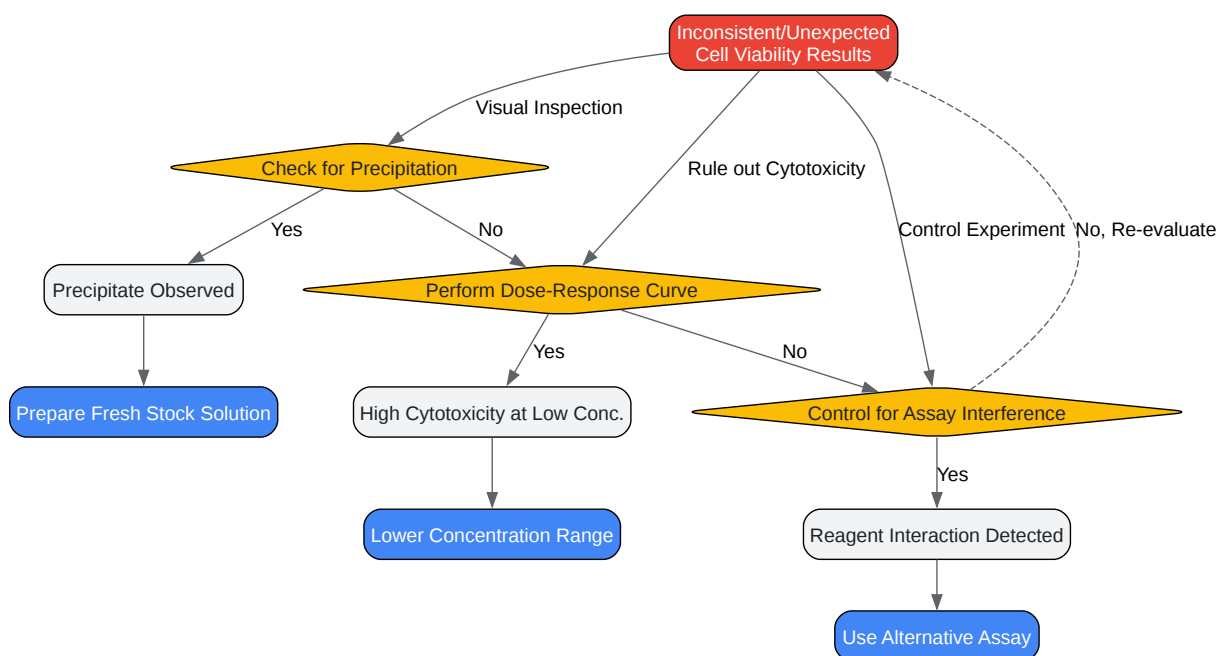 Inconsistent/Unexpected
Cell Viability Results
Visual Inspection
Check for Precipitation
Rule out Cytotoxicity
Yes
No
Control Experiment
No, Re-evaluate
Precipitate Observed
Perform Dose-Response Curve
Yes
No
Prepare Fresh Stock Solution
High Cytotoxicity at Low Conc.
Control for Assay Interference
Yes
Lower Concentration Range
Reagent Interaction Detected
Use Alternative Assay